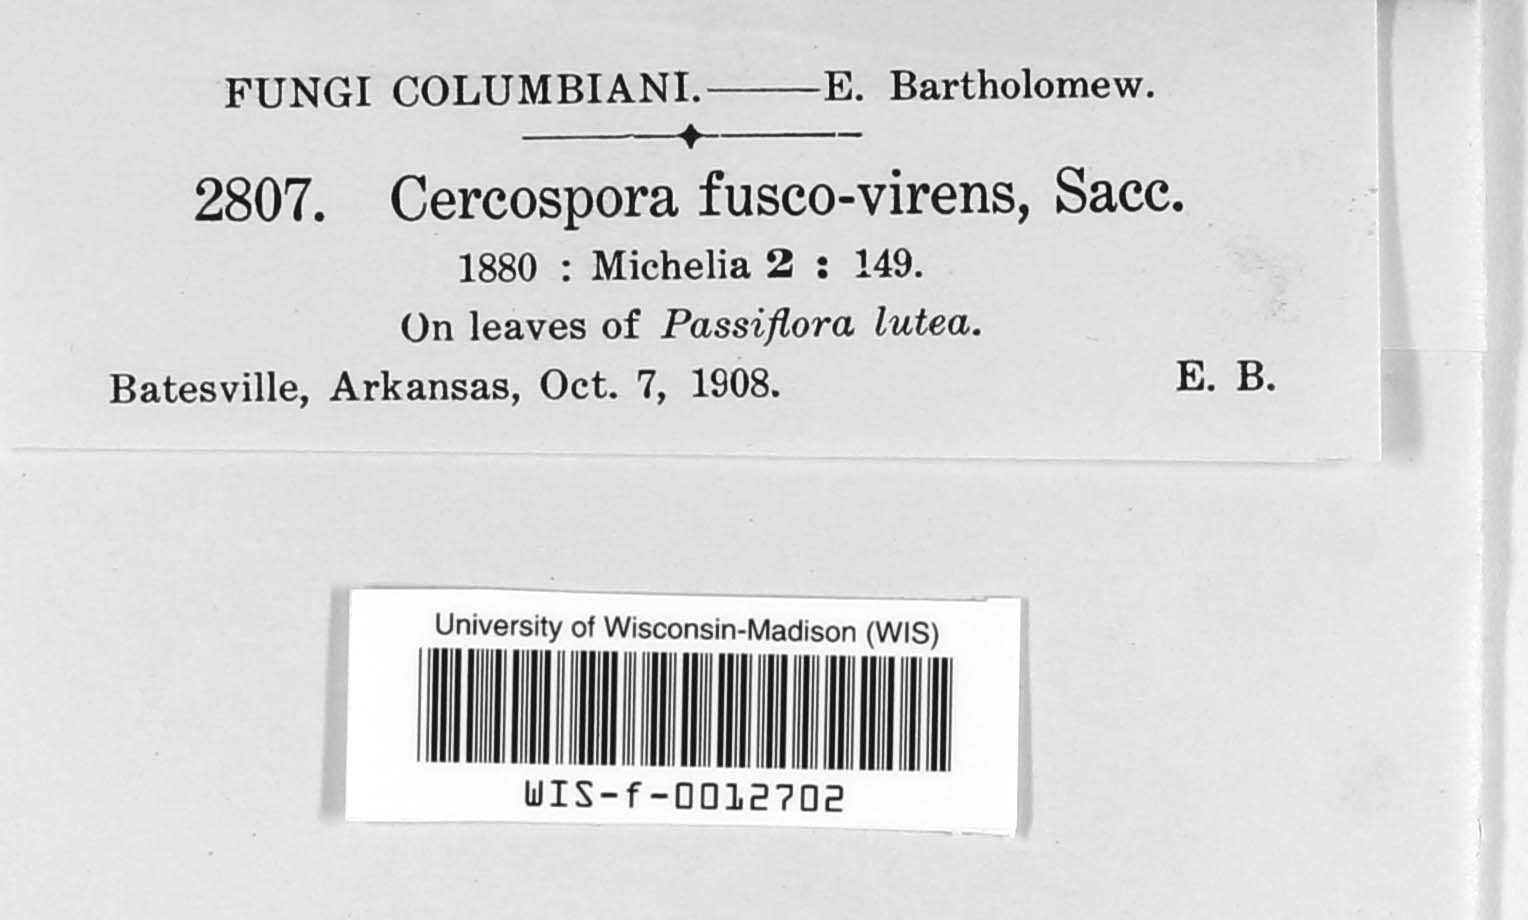 FUNGI COLUMBIANI.——E. Bartholomew.
2807. Cercospora fusco-virens, Sacc.
1880 : Michelia 2 : 149.
On leaves of Passiflora lutea.
Batesville, Arkansas, Oct. 7, 1908. E. B.
University of Wisconsin-Madison (WIS)
WIS-f-0012702